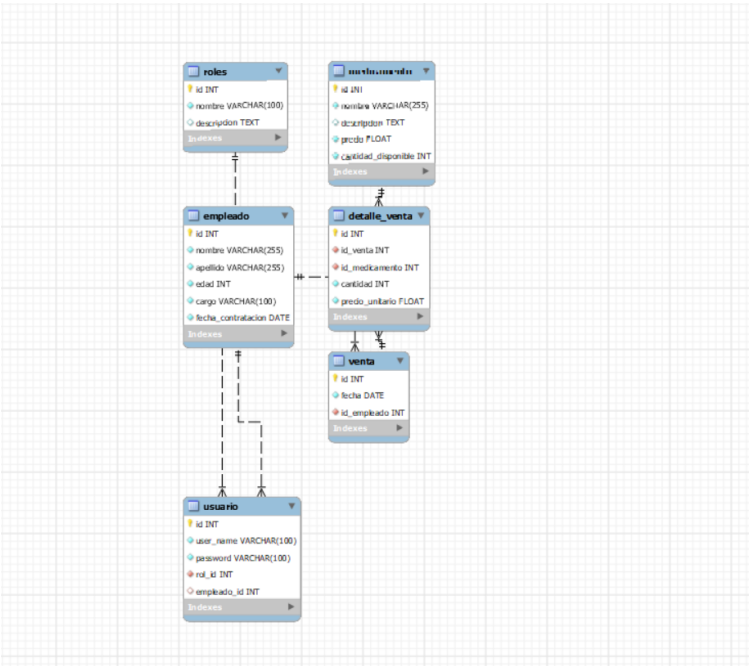 roles
id INT
nombre VARCHAR(100)
descripcion TEXT
Indexes
medicamento
id INT
nombre VARCHAR(255)
descripcion TEXT
precio FLOAT
cantidad_disponible INT
Indexes
empleado
id INT
nombre VARCHAR(255)
apellido VARCHAR(255)
edad INT
cargo VARCHAR(100)
fecha_contratacion DATE
Indexes
detalle_venta
id INT
id_venta INT
id_medicamento INT
cantidad INT
precio_unitario FLOAT
Indexes
venta
id INT
fecha DATE
id_empleado INT
Indexes
usuario
id INT
user_name VARCHAR(100)
password VARCHAR(100)
rol_id INT
empleado_id INT
Indexes